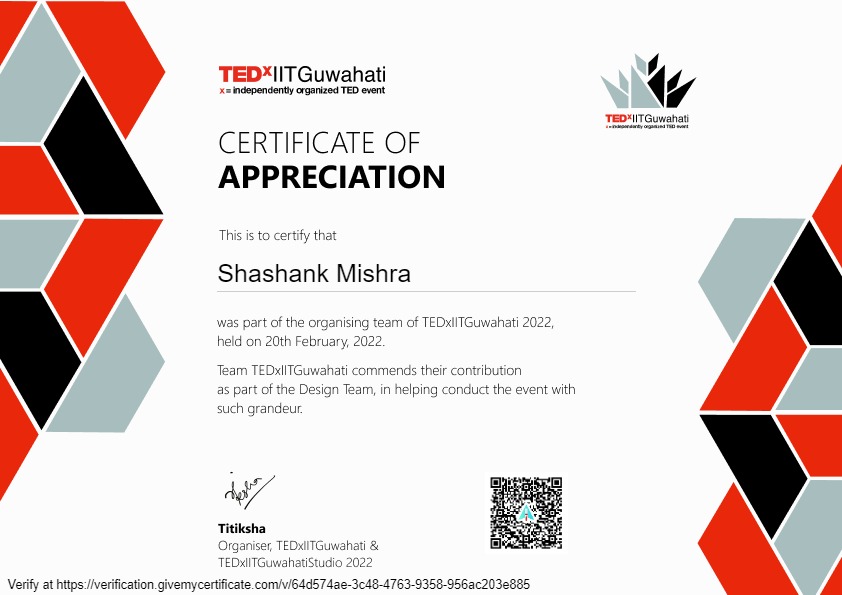 TEDxIITGuwahati
x = independently organized TED event
TEDxIITGuwahati
x = independently organized TED event
CERTIFICATE OF
APPRECIATION
This is to certify that
Shashank Mishra
was part of the organising team of TEDxIITGuwahati 2022,
held on 20th February, 2022.
Team TEDxIITGuwahati commends their contribution
as part of the Design Team, in helping conduct the event with
such grandeur.
Titiksha
Organiser, TEDxIITGuwahati &
TEDxIITGuwahatiStudio 2022
Verify at https://verification.givemycertificate.com/v/64d574ae-3c48-4763-9358-956ac203e885